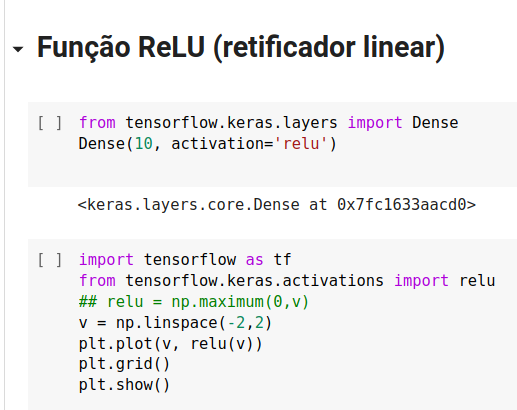 Função ReLU (retificador linear)
[ ] from tensorflow.keras.layers import Dense
Dense(10, activation='relu')
<keras.layers.core.Dense at 0x7fc1633aacd0>
[ ] import tensorflow as tf
from tensorflow.keras.activations import relu
## relu = np.maximum(0,v)
v = np.linspace(-2,2)
plt.plot(v, relu(v))
plt.grid()
plt.show()